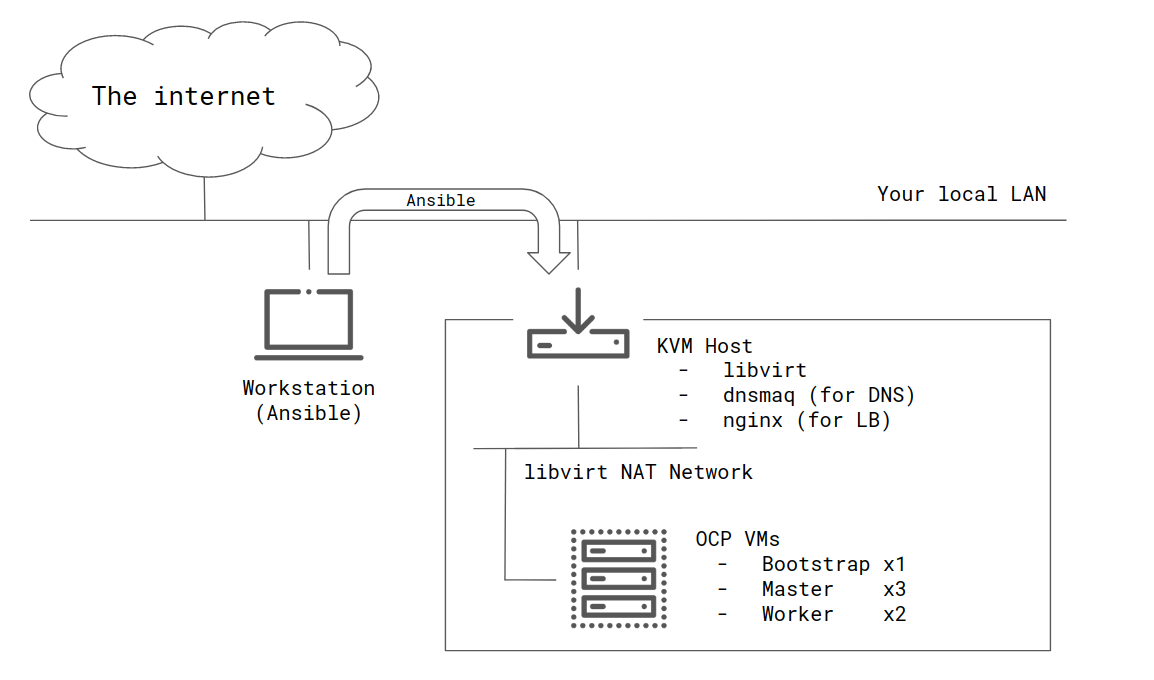 The internet
Your local LAN
Ansible
Workstation
(Ansible)
KVM Host
- libvirt
- dnsmaq (for DNS)
- nginx (for LB)
libvirt NAT Network
OCP VMs
- Bootstrap x1
- Master x3
- Worker x2